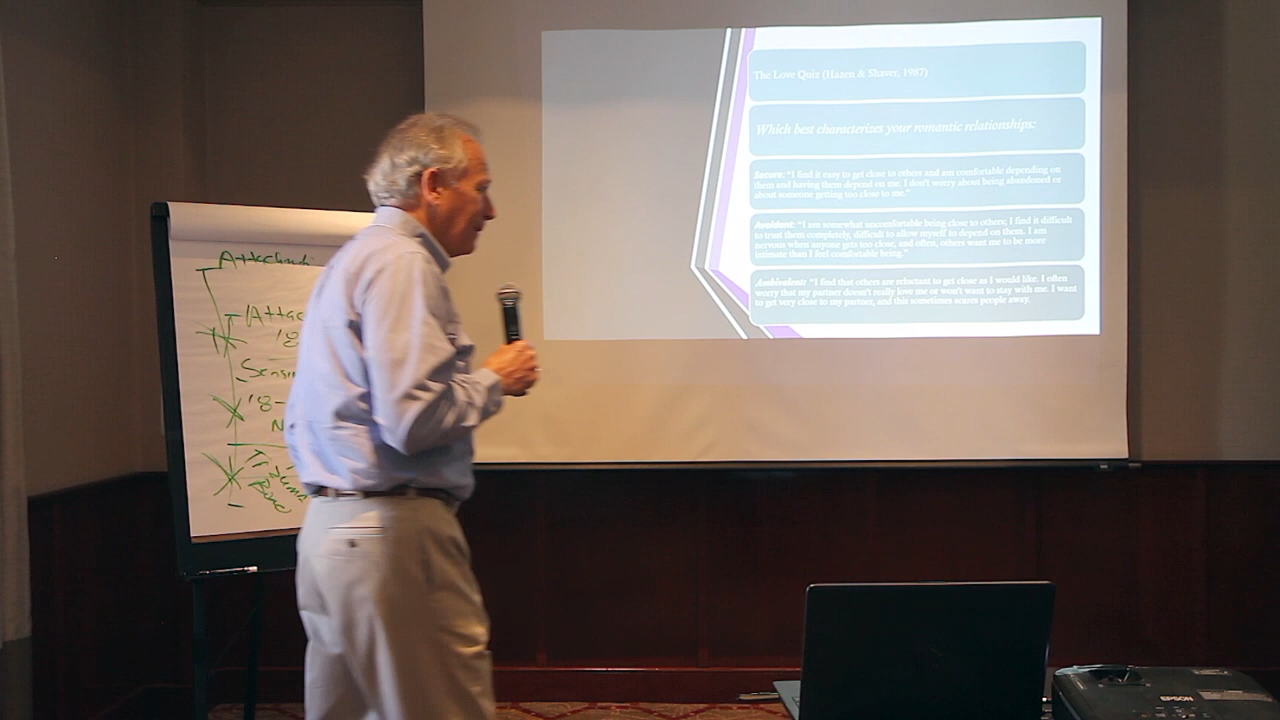 The Love Quiz (Hazen & Shaver, 1987)
Which best characterizes your romantic relationships:
Secure: "I find it easy to get close to others and am comfortable depending on
them and having them depend on me. I don't worry about being abandoned or
about someone getting too close to me."
Avoidant: "I am somewhat uncomfortable being close to others; I find it difficult
to trust them completely, difficult to allow myself to depend on them. I am
nervous when anyone gets too close, and often, others want me to be more
intimate than I feel comfortable being."
Ambivalent: "I find that others are reluctant to get close as I would like. I often
worry that my partner doesn't really love me or won't want to stay with me. I want
to get very close to my partner, and this sometimes scares people away.
Attachm
Attac
'8
Sensi
'8-
N
EPSON